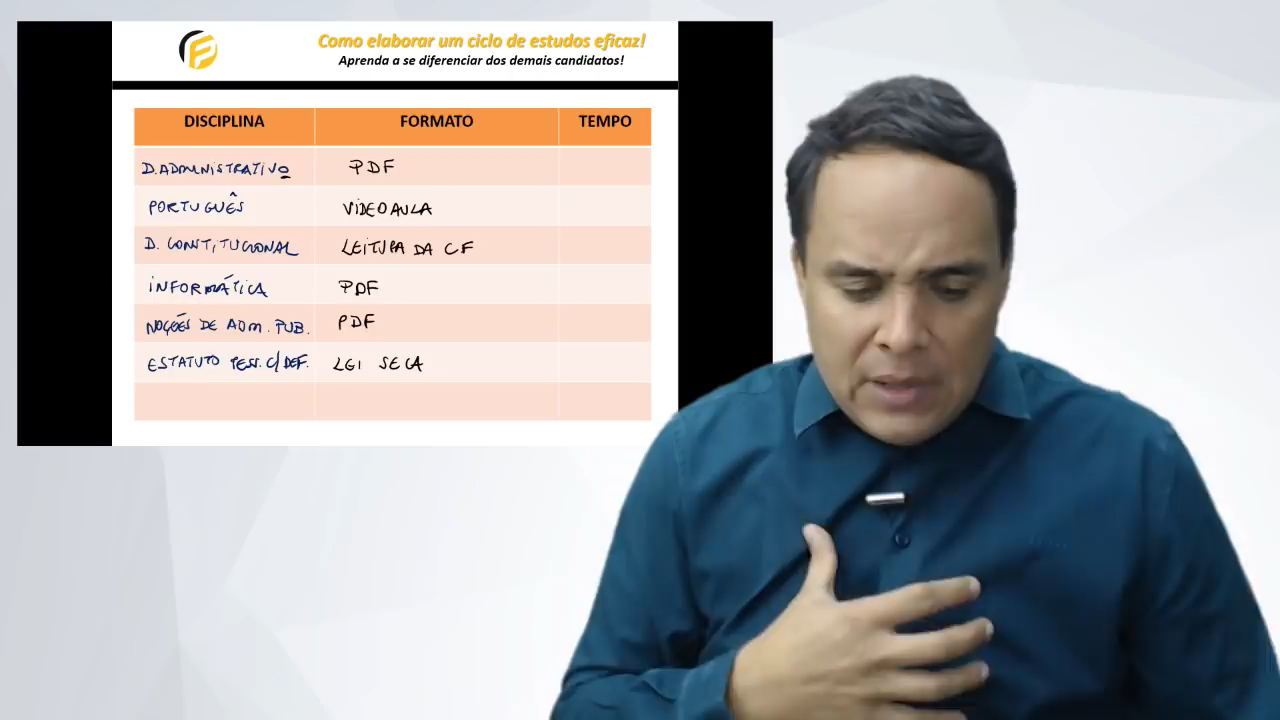 Como elaborar um ciclo de estudos eficaz!
Aprenda a se diferenciar dos demais candidatos!
DISCIPLINA FORMATO TEMPO
D. ADMINISTRATIVO PDF
PORTUGUÊS VIDEOAULA
D. CONSTITUCIONAL LEITURA DA CF
INFORMÁTICA PDF
NOÇÕES DE ADM. PUB. PDF
ESTATUTO PESS. C/ DEF. LEI SECA